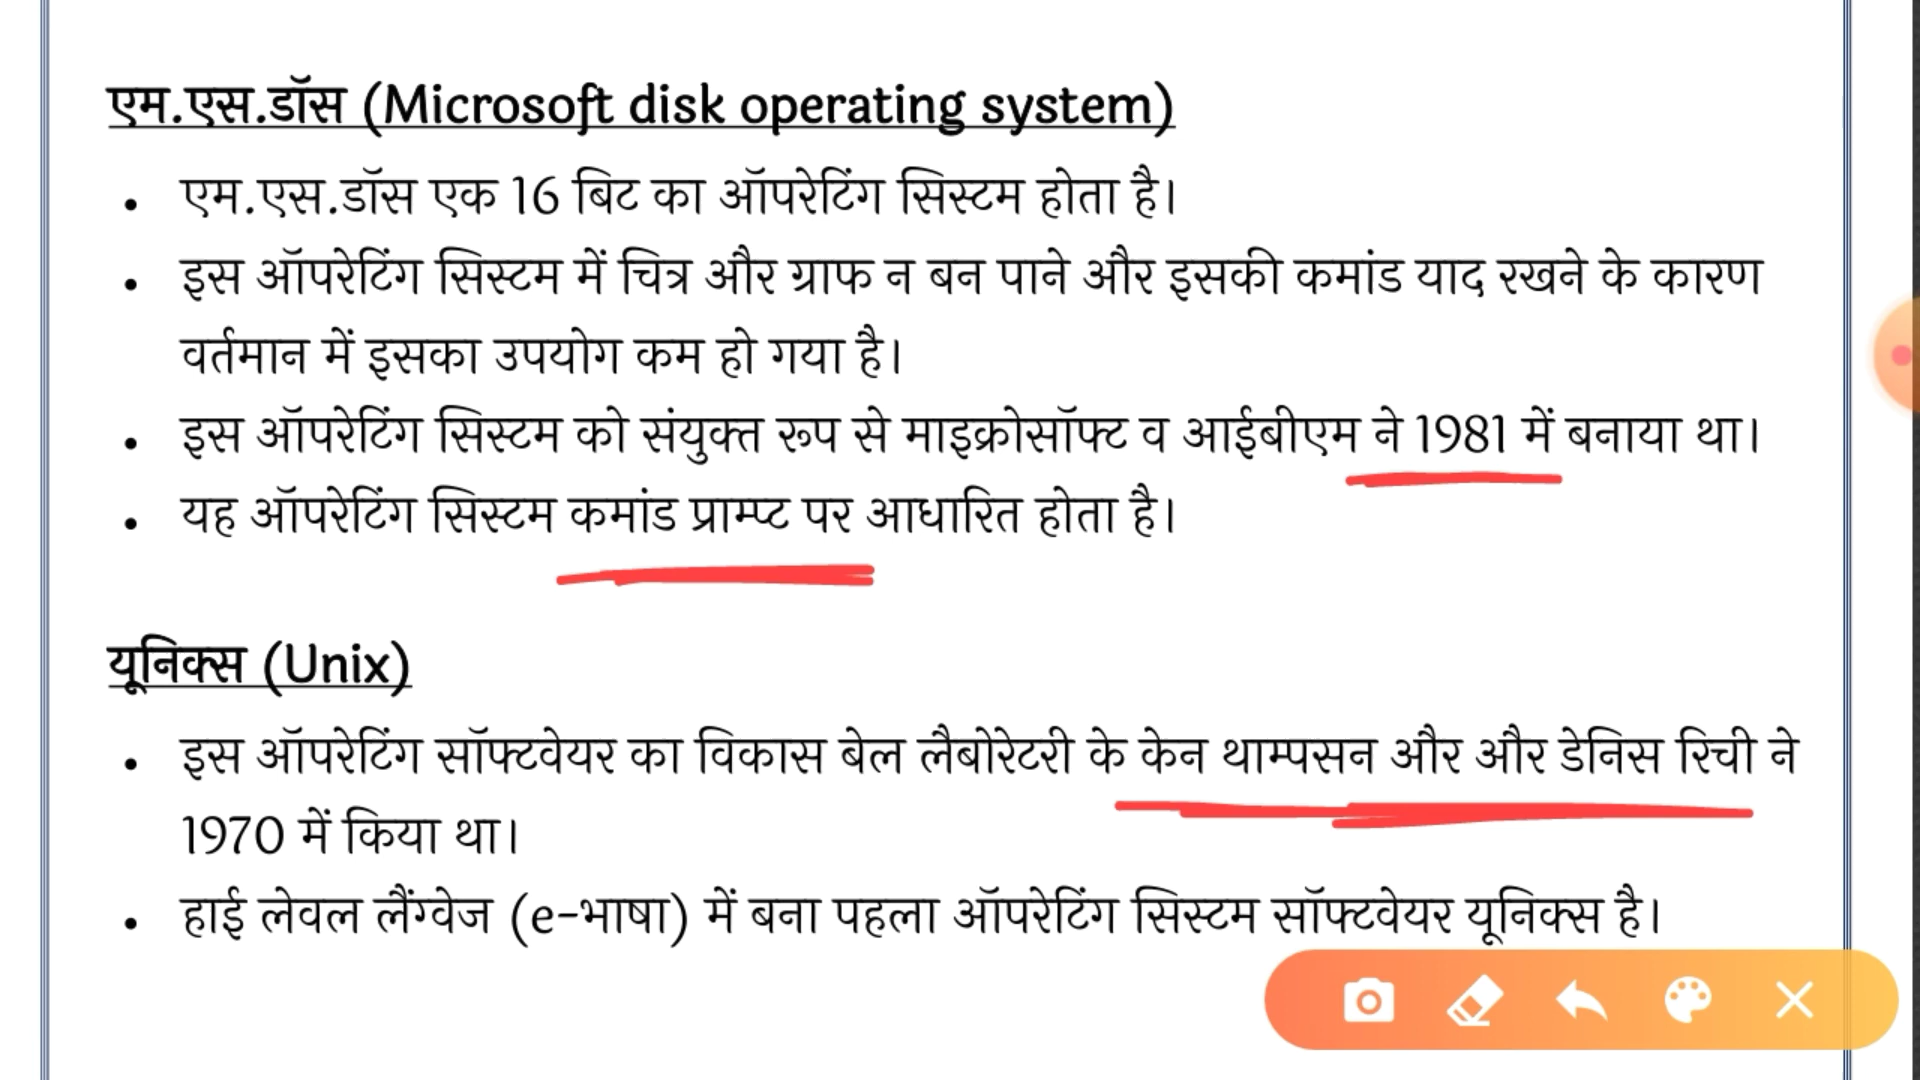 एम.एस.डॉस (Microsoft disk operating system)
• एम.एस.डॉस एक 16 बिट का ऑपरेटिंग सिस्टम होता है।
• इस ऑपरेटिंग सिस्टम में चित्र और ग्राफ न बन पाने और इसकी कमांड याद रखने के कारण
वर्तमान में इसका उपयोग कम हो गया है।
• इस ऑपरेटिंग सिस्टम को संयुक्त रूप से माइक्रोसॉफ्ट व आईबीएम ने 1981 में बनाया था।
• यह ऑपरेटिंग सिस्टम कमांड प्राम्प्ट पर आधारित होता है।
यूनिक्स (Unix)
• इस ऑपरेटिंग सॉफ्टवेयर का विकास बेल लैबोरेटरी के केन थाम्पसन और और डेनिस रिची ने
1970 में किया था।
• हाई लेवल लैंग्वेज (e-भाषा) में बना पहला ऑपरेटिंग सिस्टम सॉफ्टवेयर यूनिक्स है।